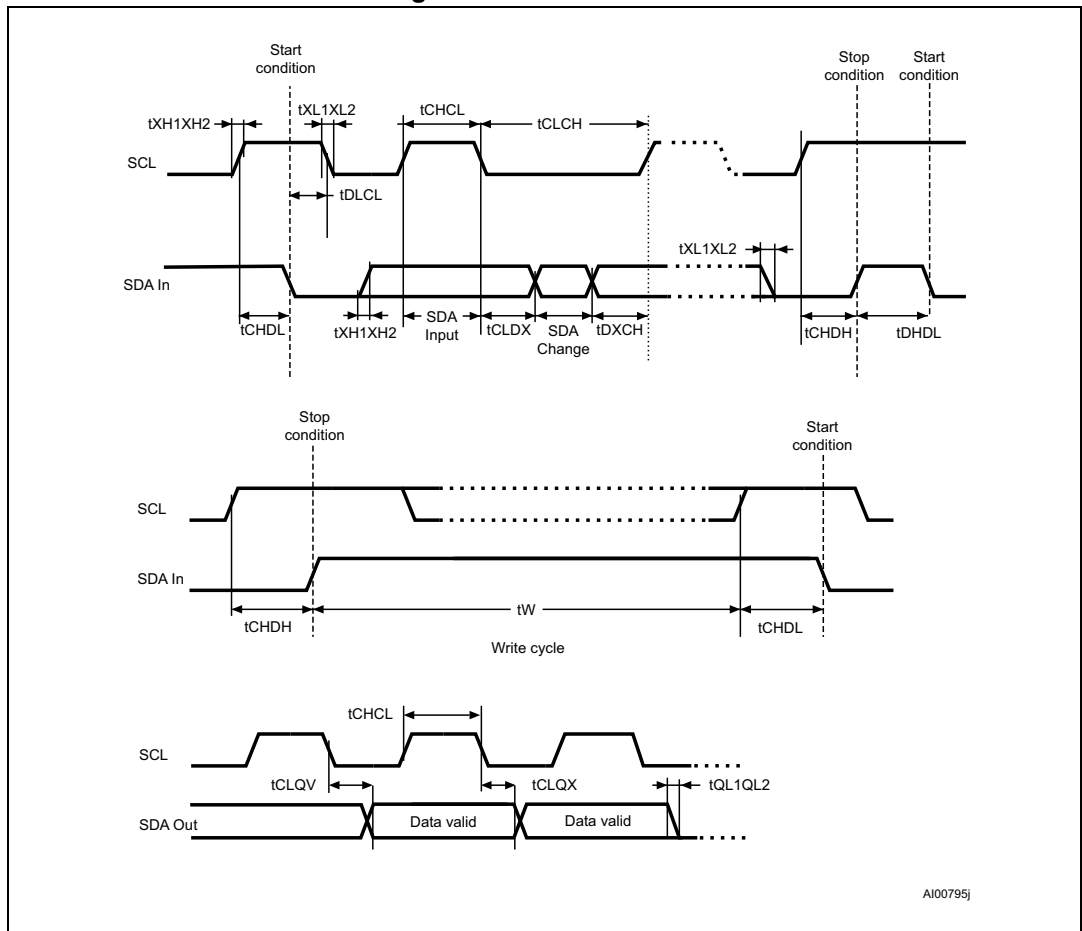 Start
condition
Stop
condition
Start
condition
tXH1XH2
tXL1XL2
tCHCL
tCLCH
SCL
tDLCL
tXL1XL2
SDA In
tCHDL
tXH1XH2
SDA
Input
tCLDX
SDA
Change
tDXCH
tCHDH
tDHDL
Stop
condition
Start
condition
SCL
SDA In
tCHDH
tW
tCHDL
Write cycle
tCHCL
SCL
tCLQV
tCLQX
tQL1QL2
SDA Out
Data valid
Data valid
AI00795j